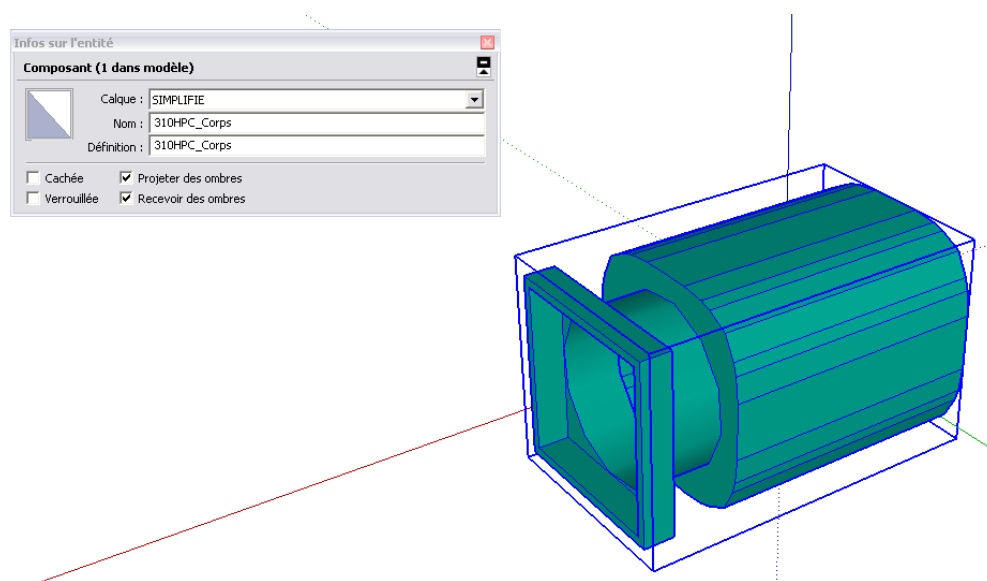 Infos sur l'entité
Composant (1 dans modèle)
Calque : SIMPLIFIE
Nom : 310HPC_Corps
Définition : 310HPC_Corps
Cachée Projeter des ombres
Verrouillée Recevoir des ombres